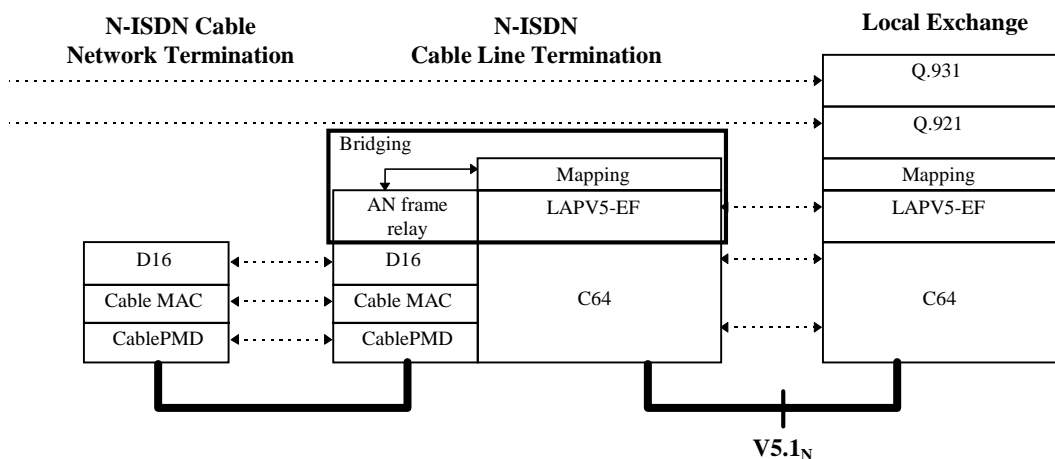 N-ISDN Cable
Network Termination
N-ISDN
Cable Line Termination
Local Exchange
Q.931
Q.921
Bridging
Mapping
Mapping
AN frame
relay
LAPV5-EF
LAPV5-EF
D16
D16
C64
C64
Cable MAC
Cable MAC
CablePMD
CablePMD
V5.1N